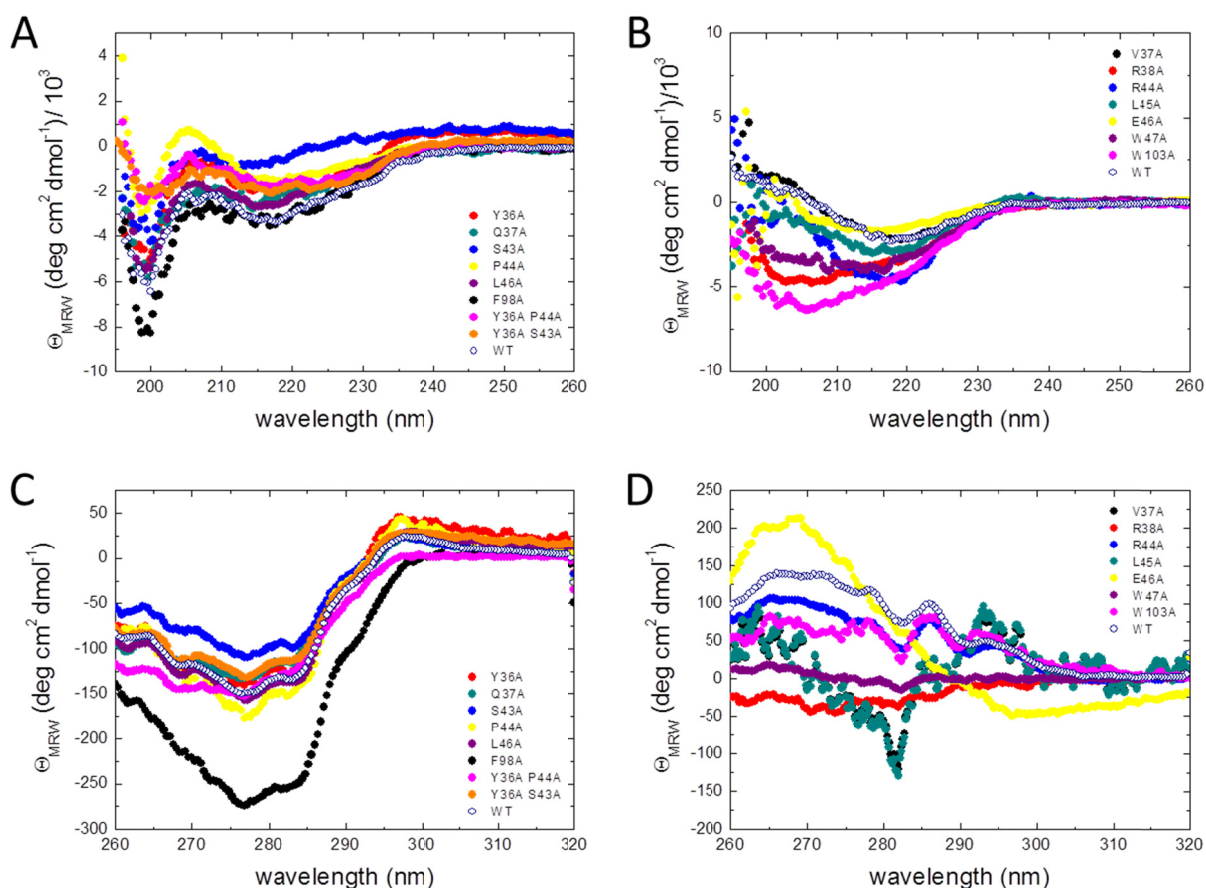 A
4
2
0
-2
-4
-6
-8
-10
200
210
220
230
240
250
260
ΘMRW (deg cm² dmol⁻¹)/ 10³
wavelength (nm)
Y36A
Q37A
S43A
P44A
L46A
F98A
Y36A P44A
Y36A S43A
WT
B
10
5
0
-5
-10
200
210
220
230
240
250
260
ΘMRW (deg cm² dmol⁻¹)/10³
wavelength (nm)
V37A
R38A
R44A
L45A
E46A
W47A
W103A
WT
C
50
0
-50
-100
-150
-200
-250
-300
260
270
280
290
300
310
320
ΘMRW (deg cm² dmol⁻¹)
wavelength (nm)
Y36A
Q37A
S43A
P44A
L46A
F98A
Y36A P44A
Y36A S43A
WT
D
250
200
150
100
50
0
-50
-100
-150
-200
260
270
280
290
300
310
320
ΘMRW (deg cm² dmol⁻¹)
wavelength (nm)
V37A
R38A
R44A
L45A
E46A
W47A
W103A
WT